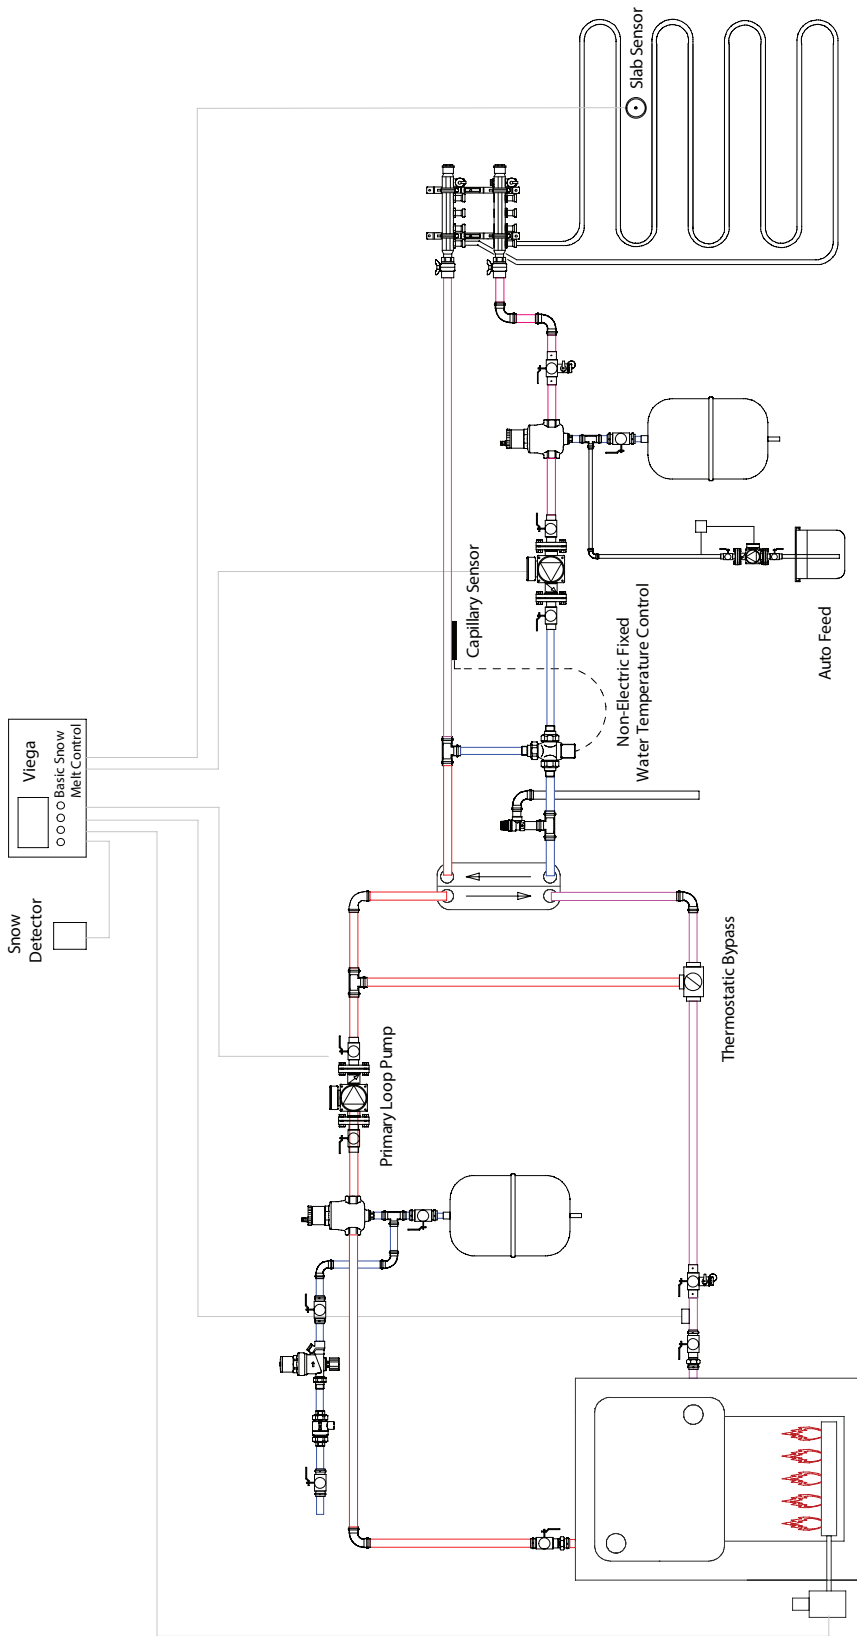 Snow
Detector
Viega
Basic Snow
Melt Control
Slab Sensor
Capillary Sensor
Non-Electric Fixed
Water Temperature Control
Auto Feed
Primary Loop Pump
Thermostatic Bypass